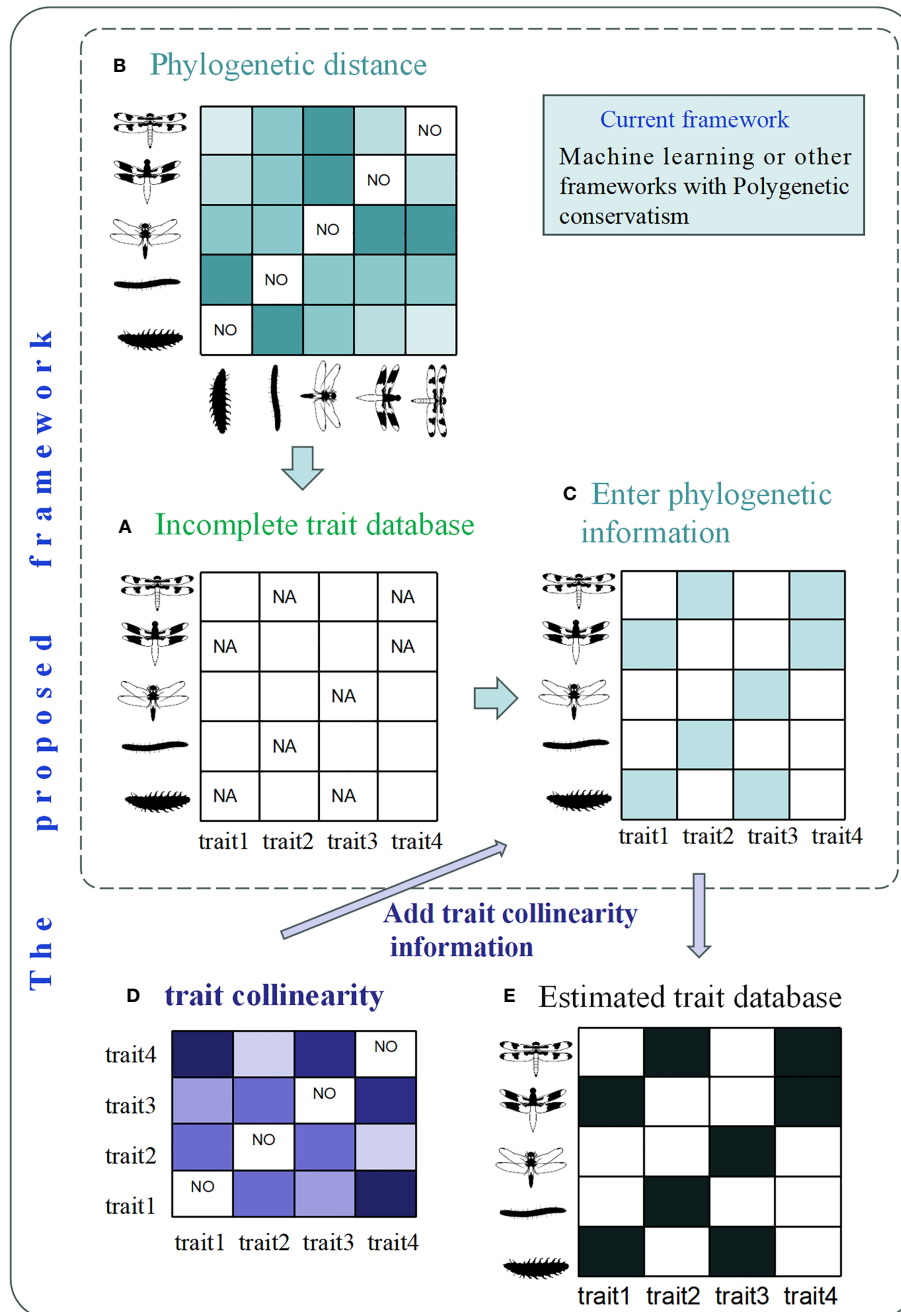 The proposed framework
B Phylogenetic distance
NO
NO
NO
NO
NO
Current framework
Machine learning or other
frameworks with Polygenetic
conservatism
A Incomplete trait database
NA NA
NA NA
NA
NA
NA NA
trait1 trait2 trait3 trait4
C Enter phylogenetic
information
trait1 trait2 trait3 trait4
Add trait collinearity
information
D trait collinearity
trait4 NO
trait3 NO
trait2 NO
trait1 NO
trait1 trait2 trait3 trait4
E Estimated trait database
trait1 trait2 trait3 trait4